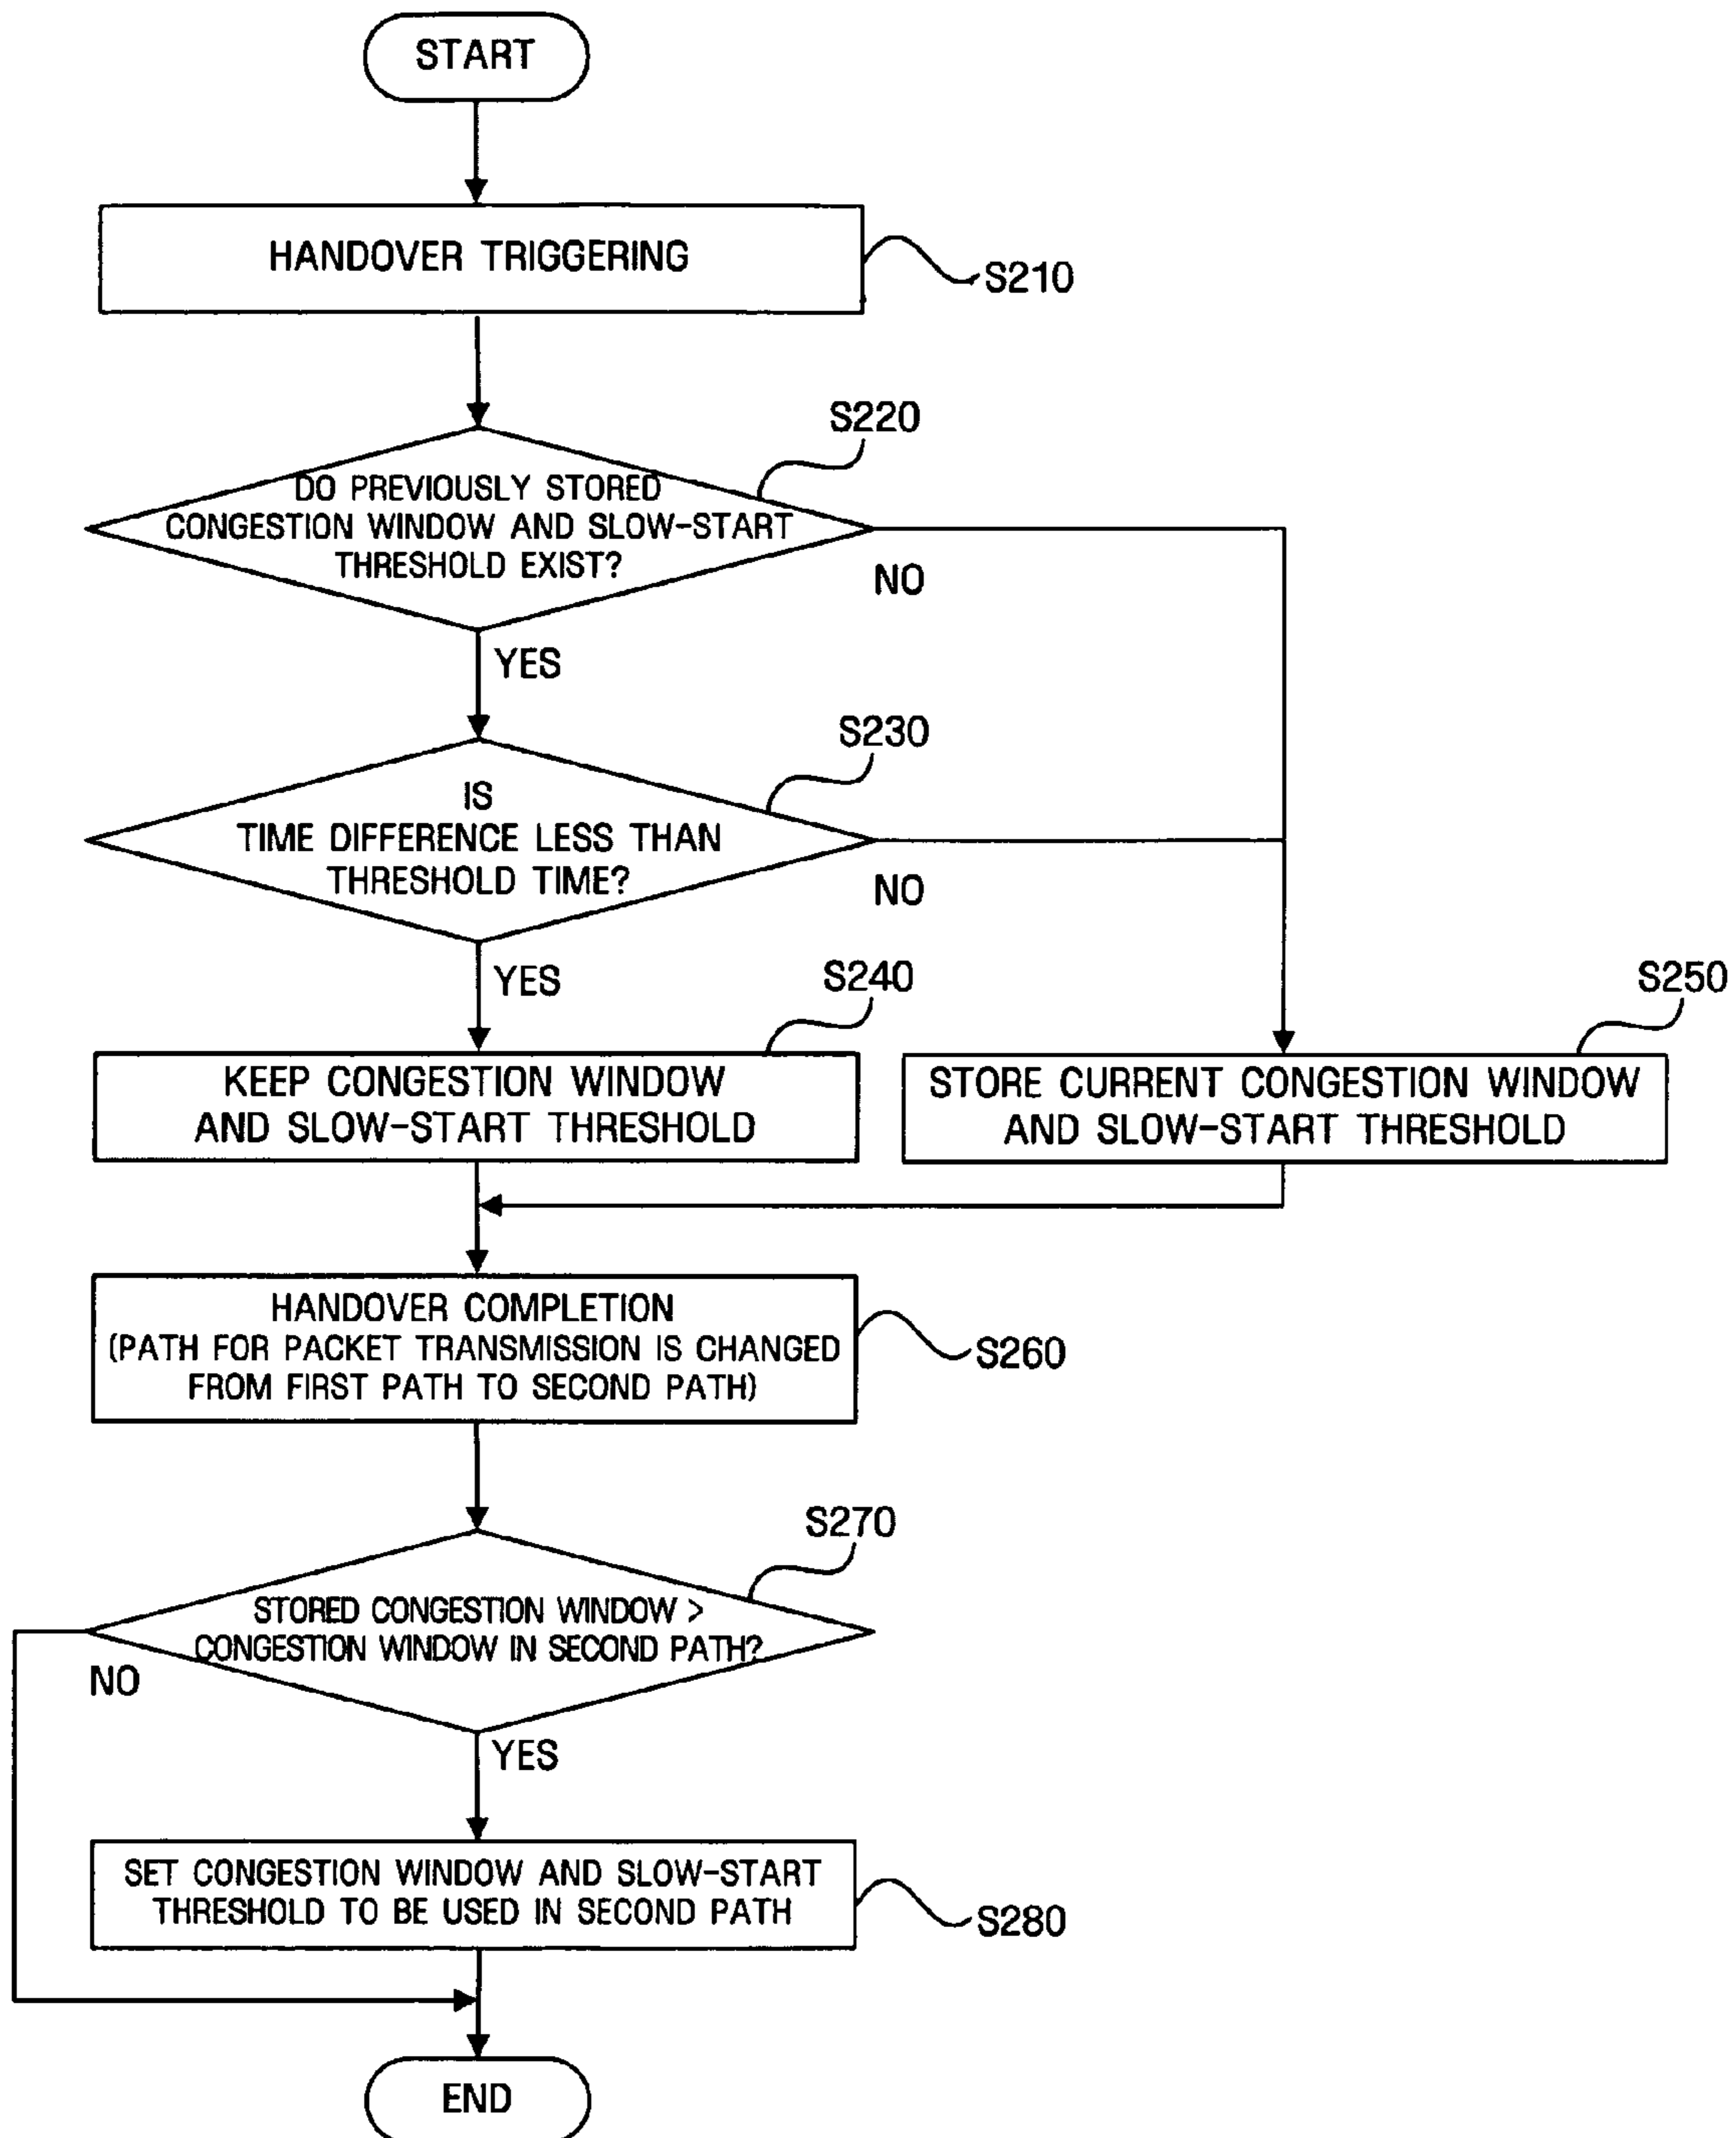 START
HANDOVER TRIGGERING
S210
S220
DO PREVIOUSLY STORED
CONGESTION WINDOW AND SLOW-START
THRESHOLD EXIST?
NO
YES
S230
IS
TIME DIFFERENCE LESS THAN
THRESHOLD TIME?
NO
YES
S240
S250
KEEP CONGESTION WINDOW
AND SLOW-START THRESHOLD
STORE CURRENT CONGESTION WINDOW
AND SLOW-START THRESHOLD
HANDOVER COMPLETION
(PATH FOR PACKET TRANSMISSION IS CHANGED
FROM FIRST PATH TO SECOND PATH)
S260
S270
STORED CONGESTION WINDOW >
CONGESTION WINDOW IN SECOND PATH?
NO
YES
SET CONGESTION WINDOW AND SLOW-START
THRESHOLD TO BE USED IN SECOND PATH
S280
END